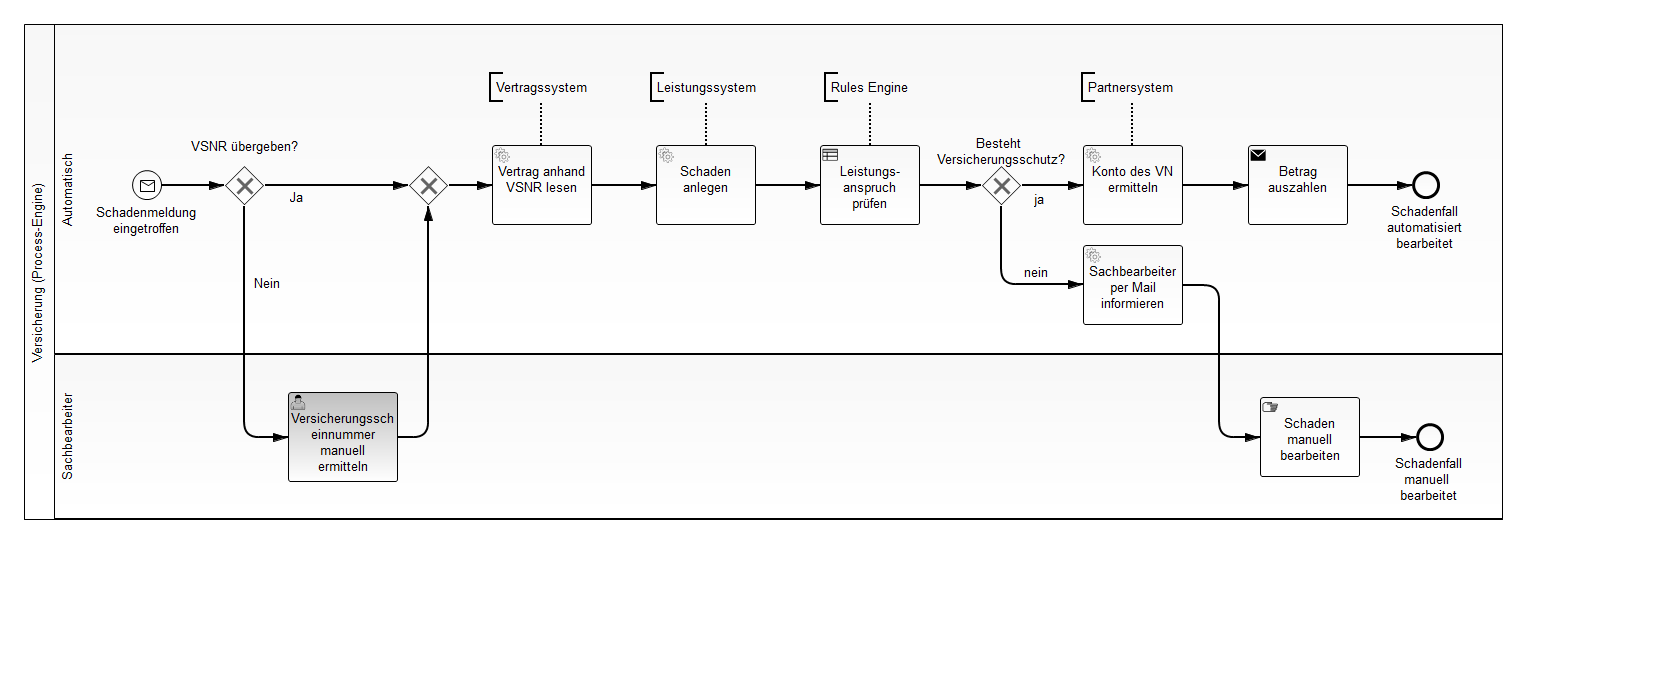 Versicherung (Process-Engine)
Automatisch
Vertragssystem
Leistungssystem
Rules Engine
Partnersystem
VSNR übergeben?
Schadenmeldung
eingetroffen
Ja
Nein
Vertrag anhand
VSNR lesen
Schaden
anlegen
Leistungs-
anspruch
prüfen
Besteht
Versicherungsschutz?
ja
nein
Konto des VN
ermitteln
Betrag
auszahlen
Schadenfall
automatisiert
bearbeitet
Sachbearbeiter
per Mail
informieren
Sachbearbeiter
Versicherungssch
einnummer
manuell
ermitteln
Schaden
manuell
bearbeiten
Schadenfall
manuell
bearbeitet